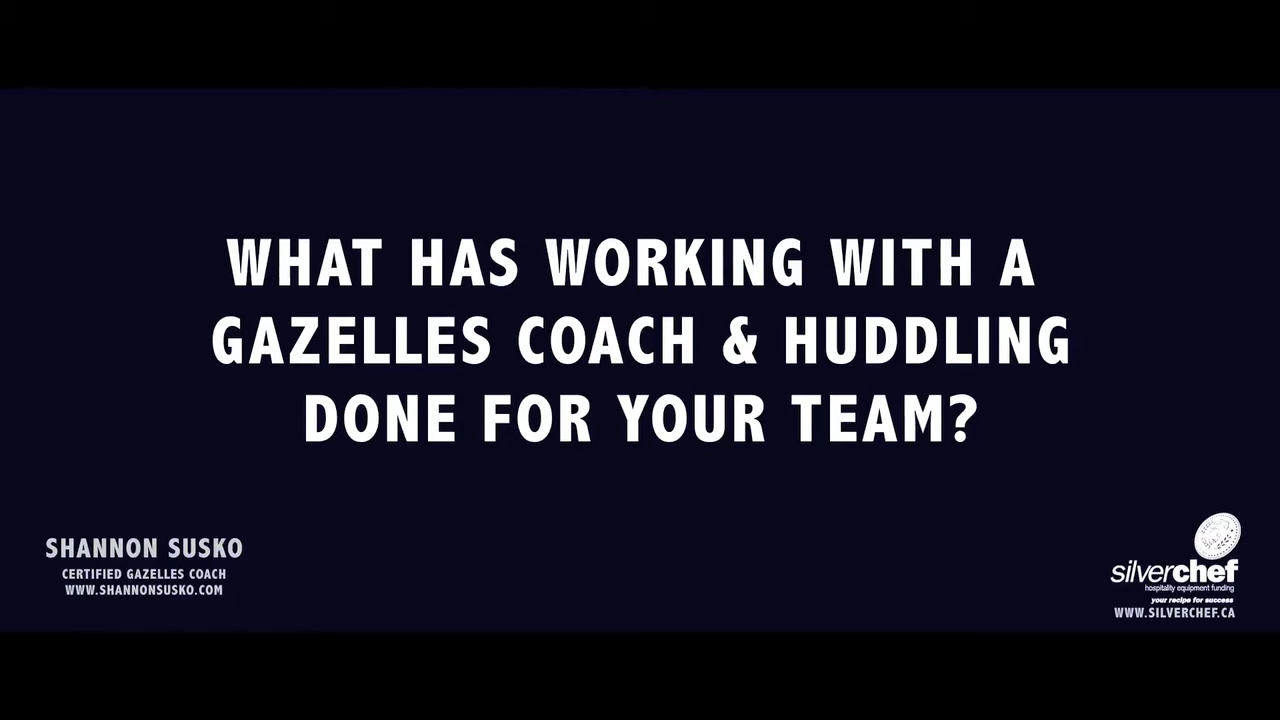 WHAT HAS WORKING WITH A
GAZELLES COACH & HUDDLING
DONE FOR YOUR TEAM?
SHANNON SUSKO
CERTIFIED GAZELLES COACH
WWW.SHANNONSUSKO.COM
silverchef
hospitality equipment funding
your recipe for success
WWW.SILVERCHEF.CA